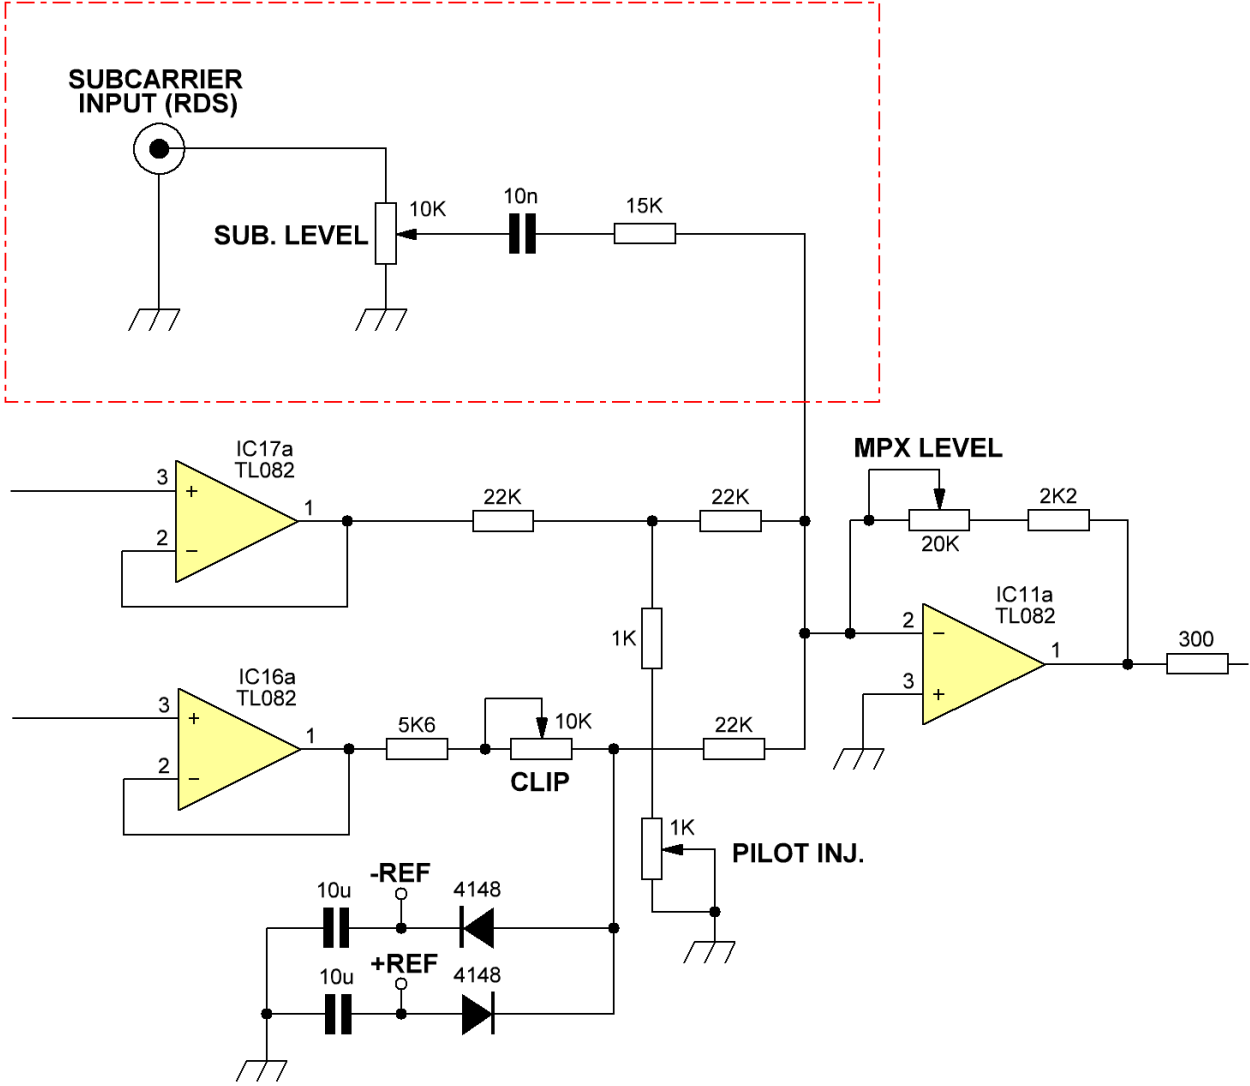 SUBCARRIER
INPUT (RDS)
10K
SUB. LEVEL
10n
15K
IC17a
TL082
3
+
2
−
1
22K
22K
MPX LEVEL
20K
2K2
IC11a
TL082
2
−
3
+
1
300
1K
IC16a
TL082
3
+
2
−
1
5K6
10K
CLIP
22K
1K
PILOT INJ.
-REF
10u
4148
+REF
10u
4148